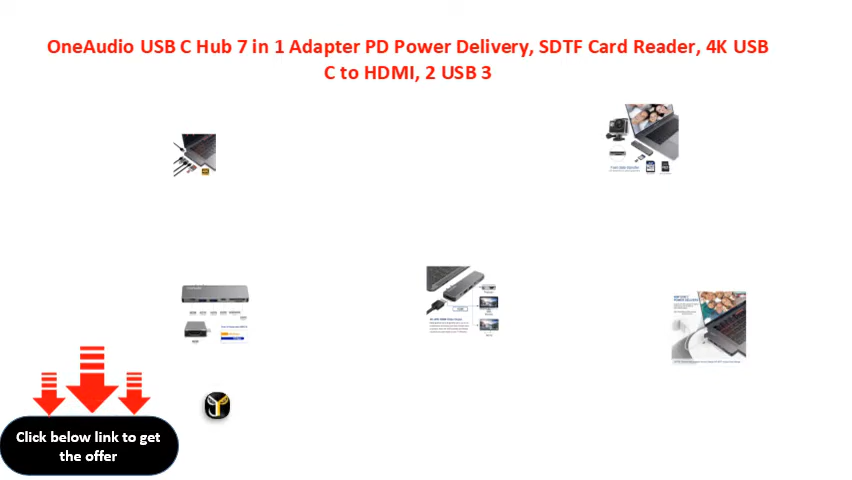 OneAudio USB C Hub 7 in 1 Adapter PD Power Delivery, SDTF Card Reader, 4K USB
C to HDMI, 2 USB 3
Click below link to get
the offer